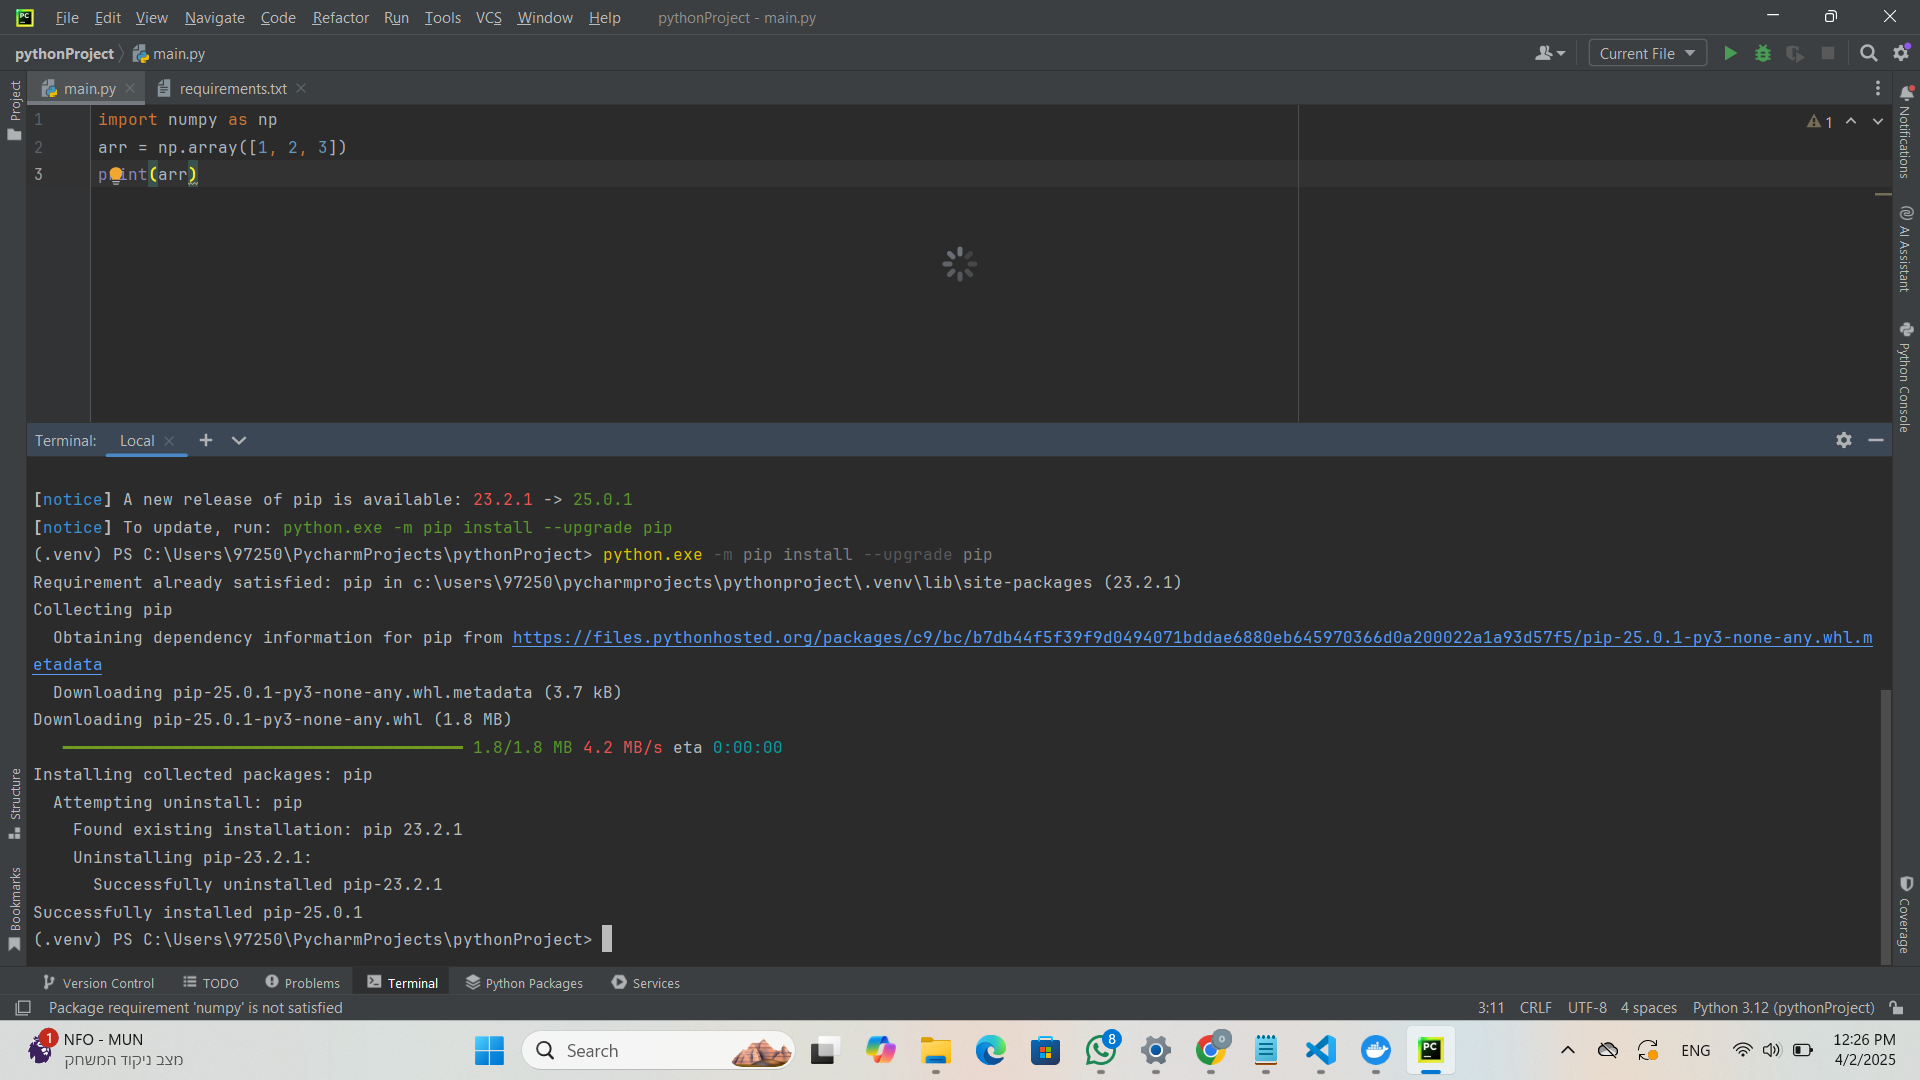 PC File Edit View Navigate Code Refactor Run Tools VCS Window Help pythonProject - main.py
pythonProject main.py Current File
main.py requirements.txt
Project
1 import numpy as np
2 arr = np.array([1, 2, 3])
3 print(arr)
1
Notifications
AI Assistant
Python Console
Terminal: Local
[notice] A new release of pip is available: 23.2.1 -> 25.0.1
[notice] To update, run: python.exe -m pip install --upgrade pip
(.venv) PS C:\Users\97250\PycharmProjects\pythonProject> python.exe -m pip install --upgrade pip
Requirement already satisfied: pip in c:\users\97250\pycharmprojects\pythonproject\.venv\lib\site-packages (23.2.1)
Collecting pip
Obtaining dependency information for pip from https://files.pythonhosted.org/packages/c9/bc/b7db44f5f39f9d0494071bddae6880eb645970366d0a200022a1a93d57f5/pip-25.0.1-py3-none-any.whl.m
etadata
Downloading pip-25.0.1-py3-none-any.whl.metadata (3.7 kB)
Downloading pip-25.0.1-py3-none-any.whl (1.8 MB)
1.8/1.8 MB 4.2 MB/s eta 0:00:00
Installing collected packages: pip
Attempting uninstall: pip
Found existing installation: pip 23.2.1
Uninstalling pip-23.2.1:
Successfully uninstalled pip-23.2.1
Successfully installed pip-25.0.1
(.venv) PS C:\Users\97250\PycharmProjects\pythonProject>
Structure
Bookmarks
Coverage
Version Control TODO Problems Terminal Python Packages Services
Package requirement 'numpy' is not satisfied 3:11 CRLF UTF-8 4 spaces Python 3.12 (pythonProject)
1 NFO - MUN
מצב ניקוד המשחק
Search 8 0 PC ENG
12:26 PM
4/2/2025